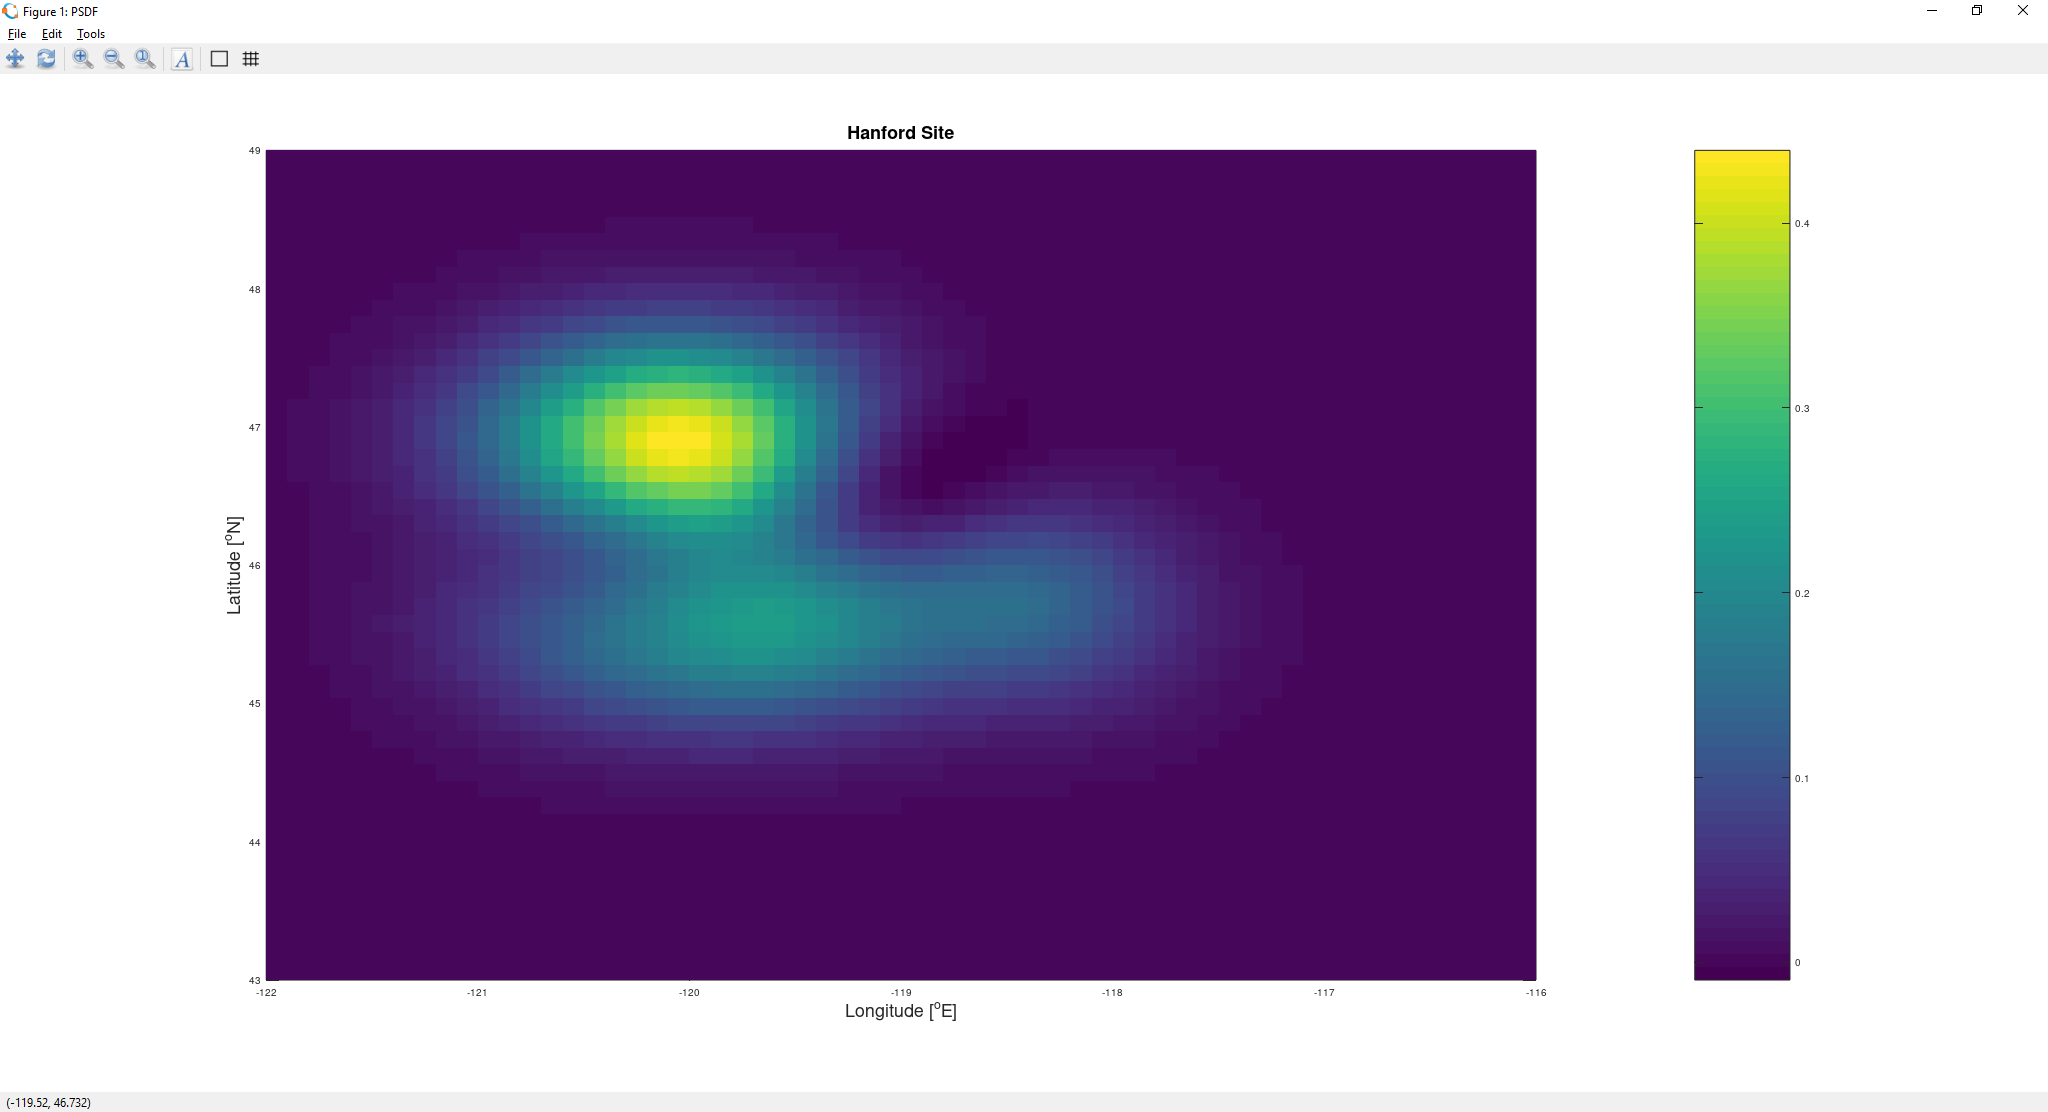 Figure 1: PSDF
File Edit Tools
A
Hanford Site
49
48
47
46
45
44
43
Latitude [°N]
-122 -121 -120 -119 -118 -117 -116
Longitude [°E]
0.4
0.3
0.2
0.1
0
(-119.52, 46.732)